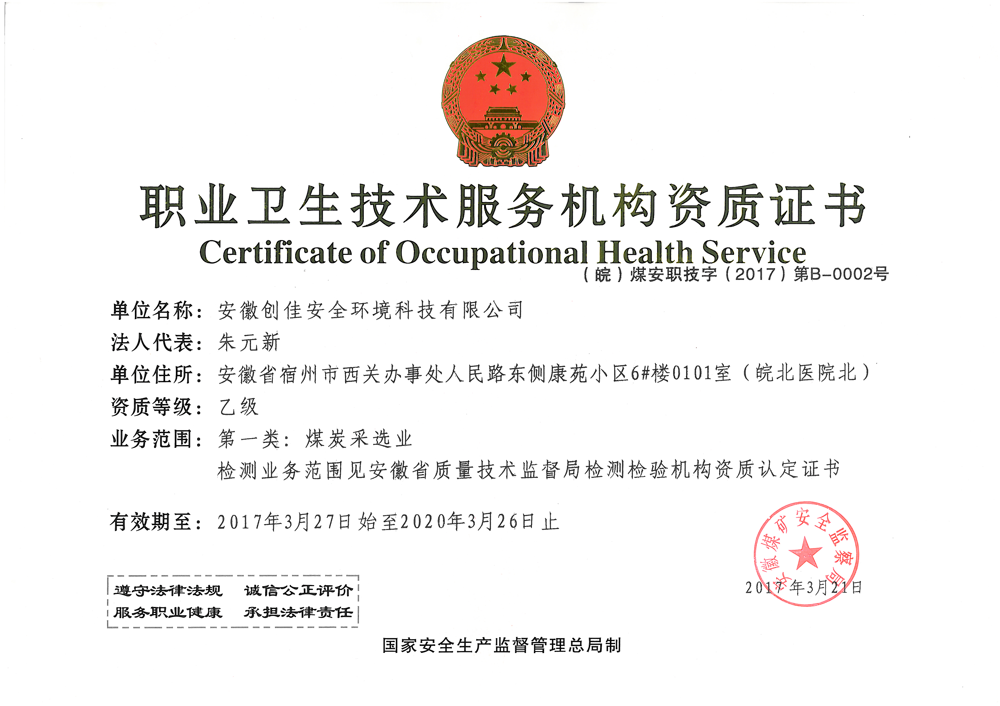 职业卫生技术服务机构资质证书
Certificate of Occupational Health Service
（皖）煤安职技字（2017）第B-0002号
单位名称：安徽创佳安全环境科技有限公司
法人代表：朱元新
单位住所：安徽省宿州市西关办事处人民路东侧康苑小区6#楼0101室（皖北医院北）
资质等级：乙级
业务范围：第一类：煤炭采选业
检测业务范围见安徽省质量技术监督局检测检验机构资质认定证书
有效期至：2017年3月27日始至2020年3月26日止
安徽煤矿安全监察局
2017年3月21日
遵守法律法规 诚信公正评价
服务职业健康 承担法律责任
国家安全生产监督管理总局制